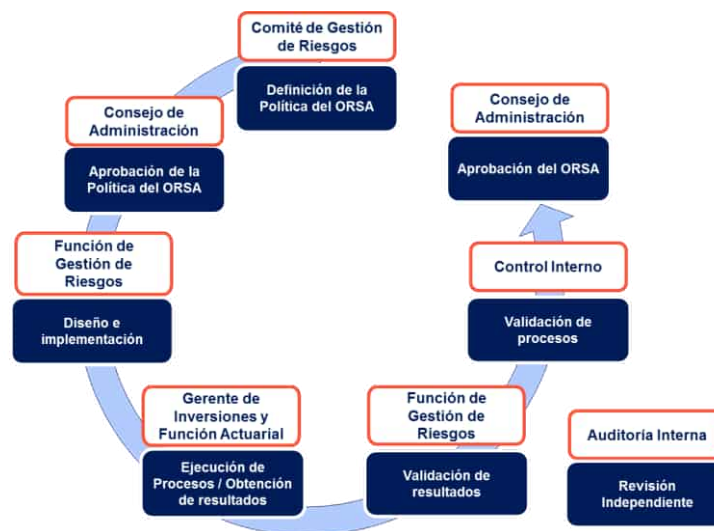 Comité de Gestión
de Riesgos
Definición de la
Política del ORSA
Consejo de
Administración
Aprobación de la
Política del ORSA
Función de
Gestión de
Riesgos
Diseño e
implementación
Gerente de
Inversiones y
Función Actuarial
Ejecución de
Procesos / Obtención
de resultados
Función de
Gestión de
Riesgos
Validación de
resultados
Control Interno
Validación de
procesos
Consejo de
Administración
Aprobación del ORSA
Auditoría Interna
Revisión
Independiente